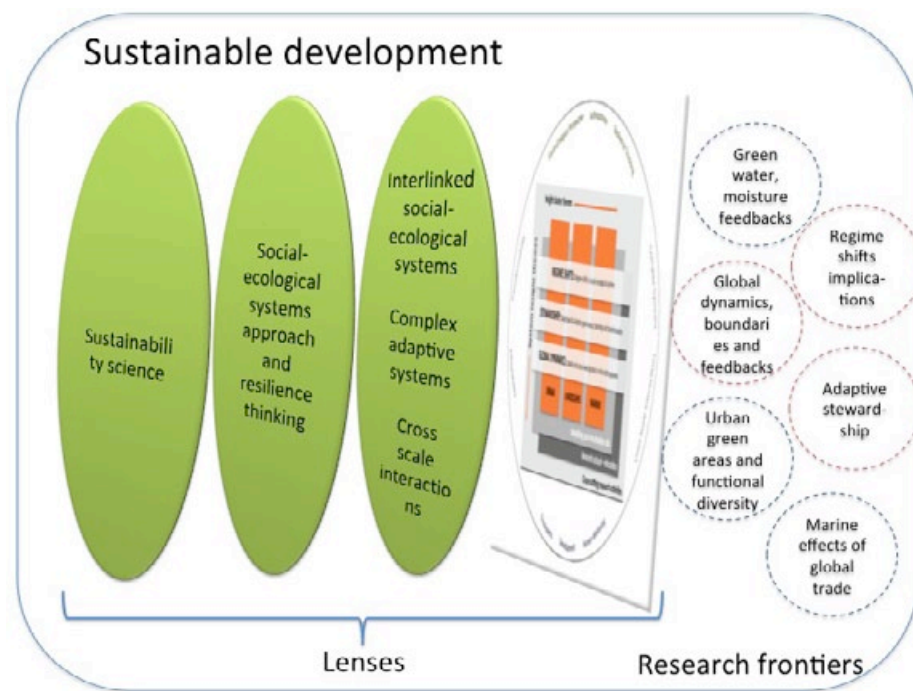 Sustainable development
Sustainabili
ty science
Social-
ecological
systems
approach
and
resilience
thinking
Interlinked
social-
ecological
systems
Complex
adaptive
systems
Cross
scale
interactio
ns
Green
water,
moisture
feedbacks
Regime
shifts
implica-
tions
Global
dynamics,
boundari
es and
feedbacks
Adaptive
steward-
ship
Urban
green
areas and
functional
diversity
Marine
effects of
global
trade
Lenses
Research frontiers